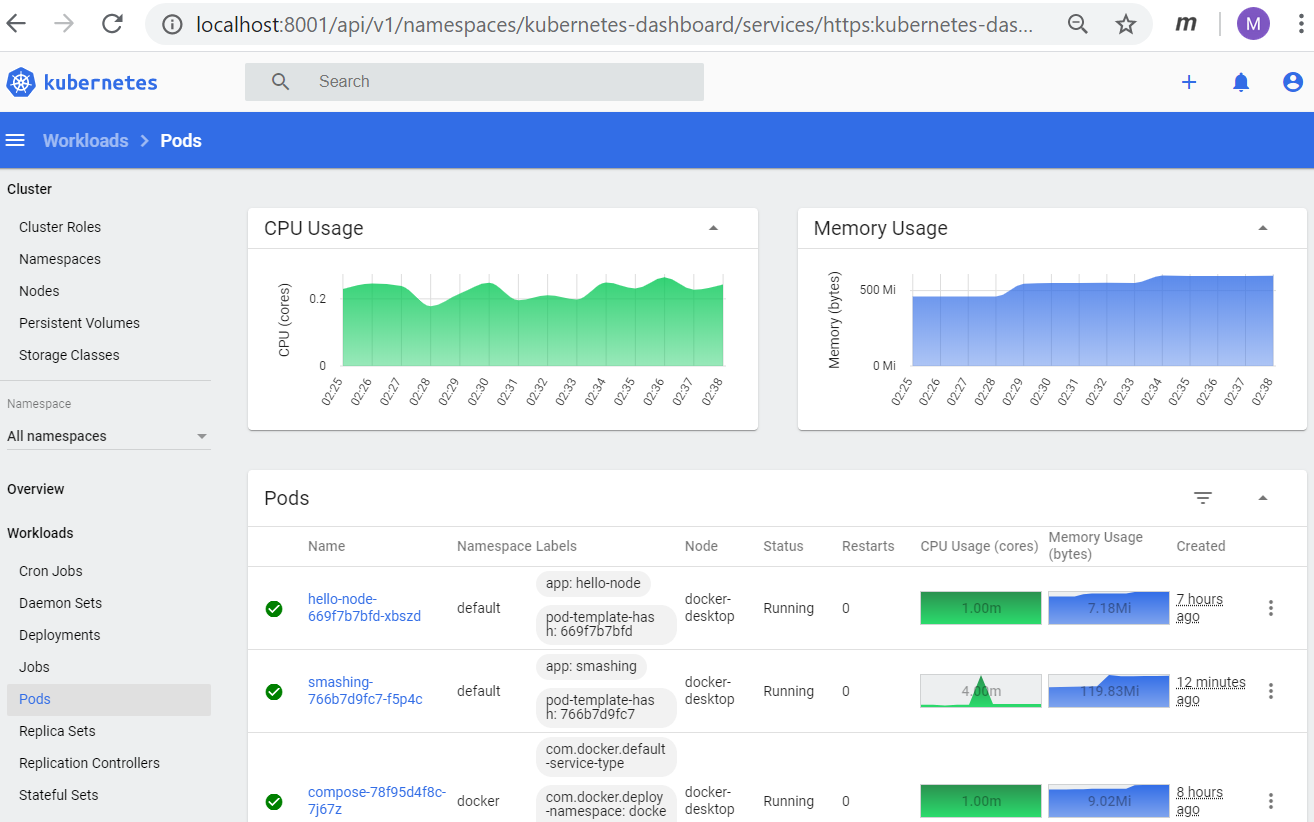 localhost:8001/api/v1/namespaces/kubernetes-dashboard/services/https:kubernetes-das...
m
M
kubernetes
Search
Workloads
Pods
Cluster
Cluster Roles
Namespaces
Nodes
Persistent Volumes
Storage Classes
Namespace
All namespaces
Overview
Workloads
Cron Jobs
Daemon Sets
Deployments
Jobs
Pods
Replica Sets
Replication Controllers
Stateful Sets
CPU Usage
CPU (cores)
0.2
0
02:25 02:26 02:27 02:28 02:29 02:30 02:31 02:32 02:33 02:34 02:35 02:36 02:37 02:38
Memory Usage
Memory (bytes)
500 Mi
0 Mi
02:25 02:26 02:27 02:28 02:29 02:30 02:31 02:32 02:33 02:34 02:35 02:36 02:37 02:38
Pods
Name
Namespace
Labels
Node
Status
Restarts
CPU Usage (cores)
Memory Usage
(bytes)
Created
hello-node-
669f7b7bfd-xbszd
default
app: hello-node
pod-template-has
h: 669f7b7bfd
docker-
desktop
Running
0
1.00m
7.18Mi
7 hours
ago
smashing-
766b7d9fc7-f5p4c
default
app: smashing
pod-template-has
h: 766b7d9fc7
docker-
desktop
Running
0
4.00m
119.83Mi
12 minutes
ago
compose-78f95d4f8c-
7j67z
docker
com.docker.default
-service-type
com.docker.deploy
-namespace: docke
docker-
desktop
Running
0
1.00m
9.02Mi
8 hours
ago